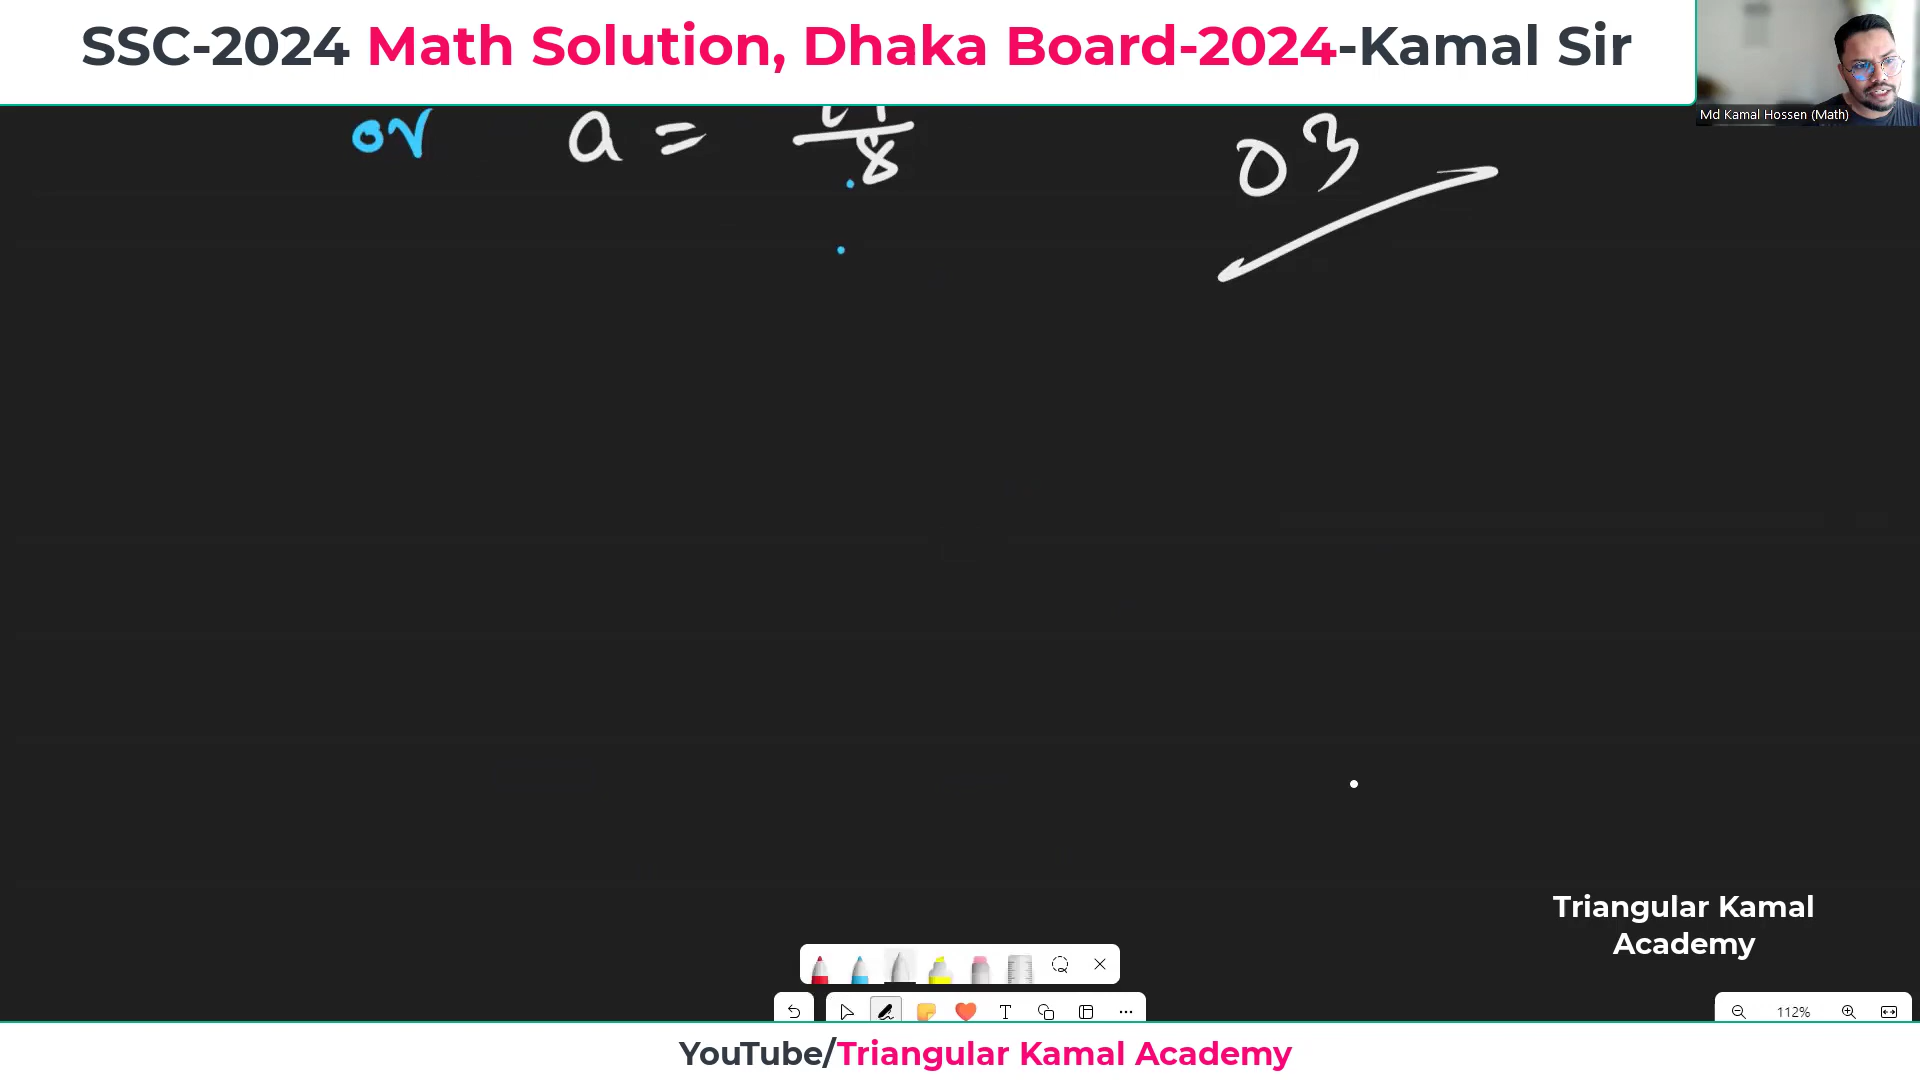 SSC-2024 Math Solution, Dhaka Board-2024-Kamal Sir
Md Kamal Hossen (Math)
or a = 8
03
Triangular Kamal
Academy
T
112%
YouTube/Triangular Kamal Academy